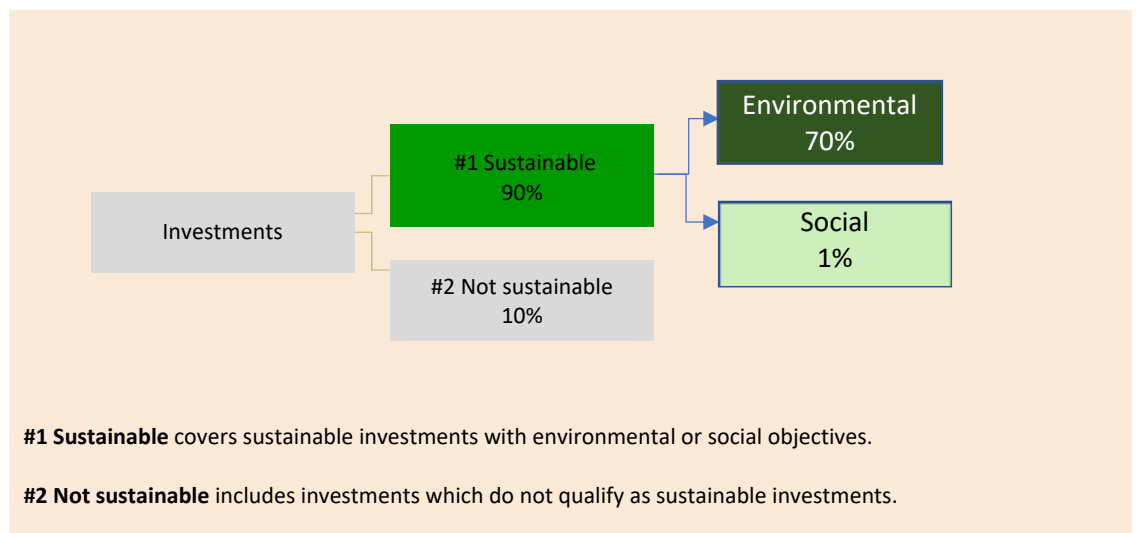 Investments
#1 Sustainable
90%
#2 Not sustainable
10%
Environmental
70%
Social
1%
#1 Sustainable covers sustainable investments with environmental or social objectives.
#2 Not sustainable includes investments which do not qualify as sustainable investments.